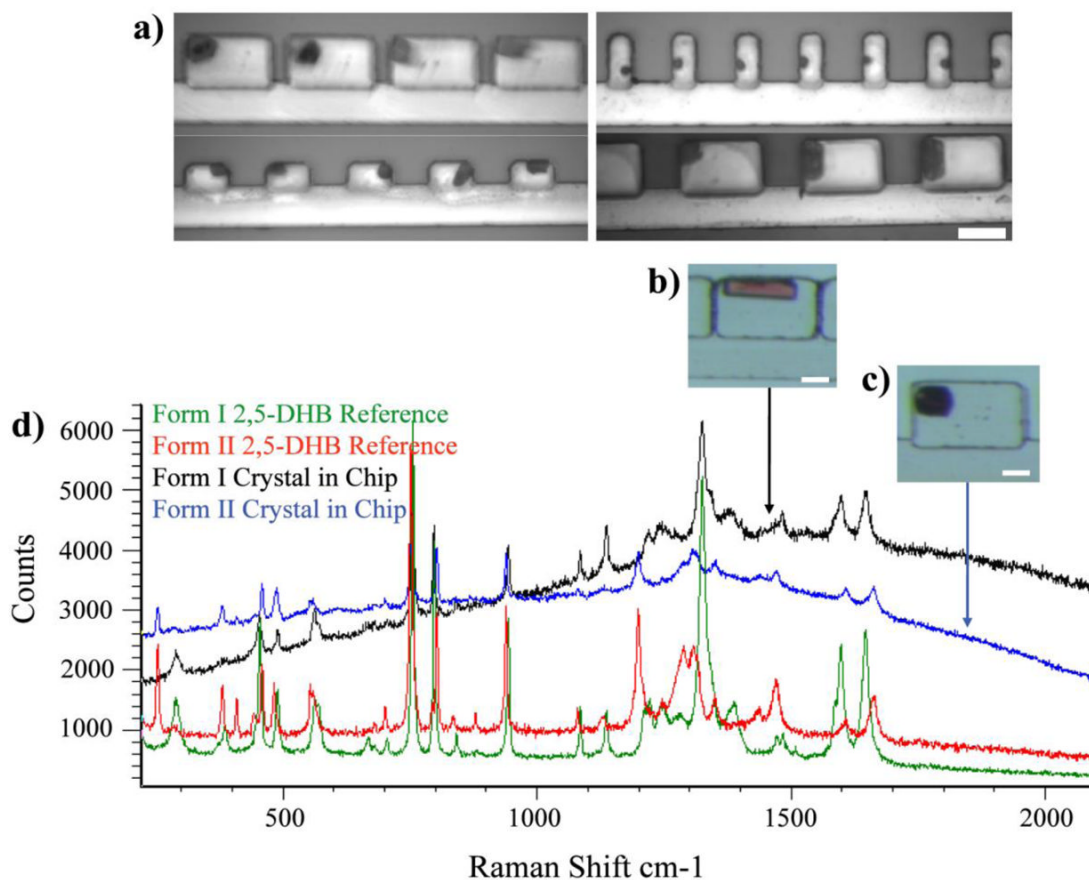 a)
b)
c)
d)
Form I 2,5-DHB Reference
Form II 2,5-DHB Reference
Form I Crystal in Chip
Form II Crystal in Chip
6000
5000
4000
3000
2000
1000
Counts
500
1000
1500
2000
Raman Shift cm-1